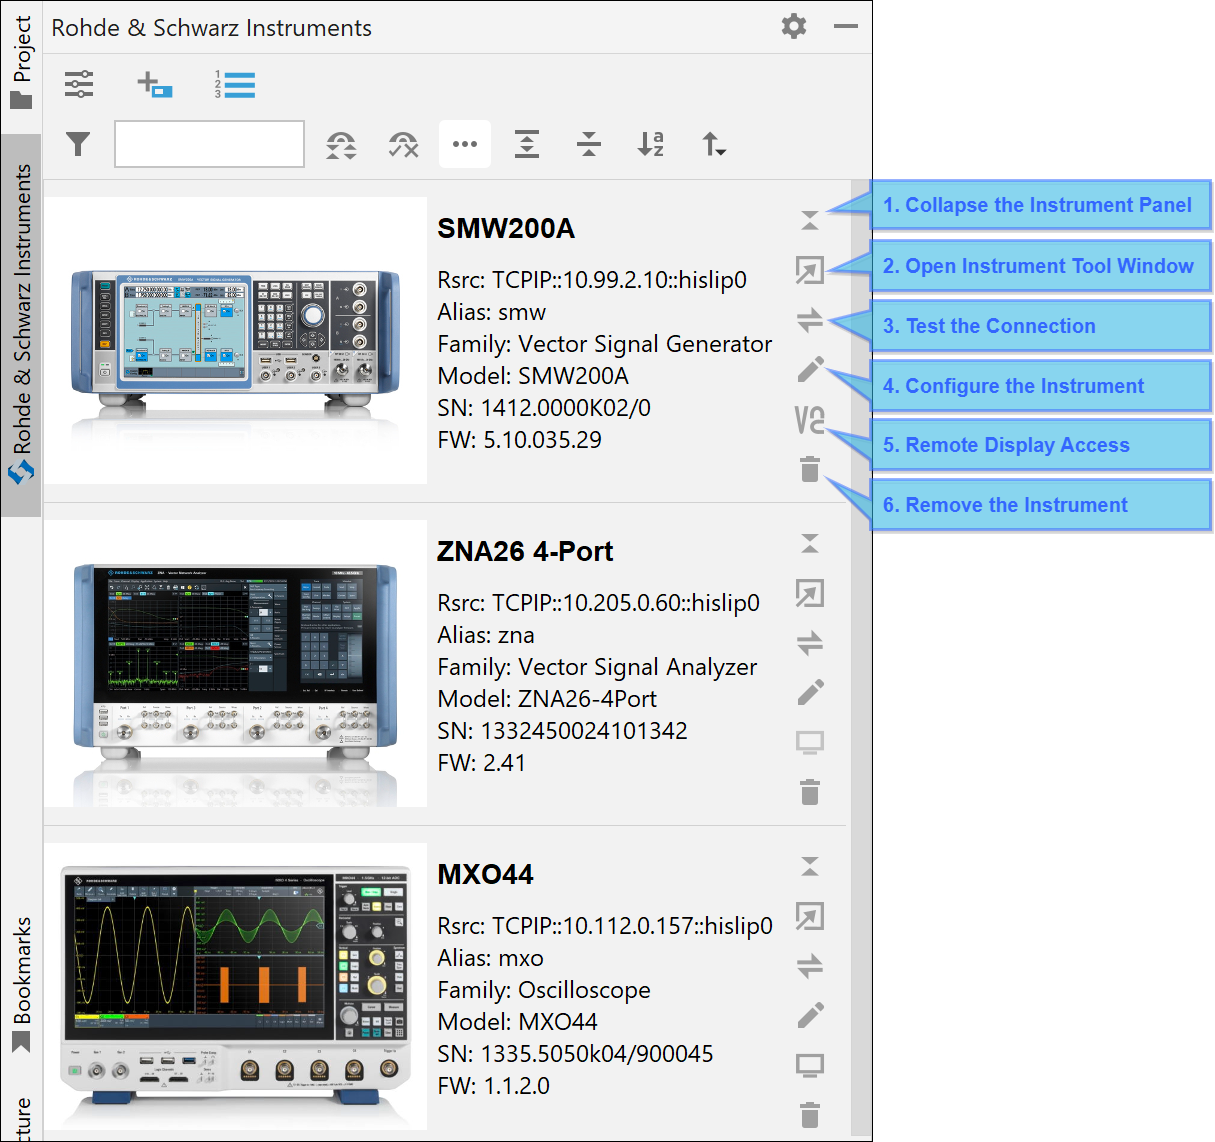 Rohde & Schwarz Instruments
Project
Rohde & Schwarz Instruments
Bookmarks
cture
1
2
3
a
z
SMW200A
Rsrc: TCPIP::10.99.2.10::hislip0
Alias: smw
Family: Vector Signal Generator
Model: SMW200A
SN: 1412.0000K02/0
FW: 5.10.035.29
1. Collapse the Instrument Panel
2. Open Instrument Tool Window
3. Test the Connection
4. Configure the Instrument
5. Remote Display Access
6. Remove the Instrument
ZNA26 4-Port
Rsrc: TCPIP::10.205.0.60::hislip0
Alias: zna
Family: Vector Signal Analyzer
Model: ZNA26-4Port
SN: 1332450024101342
FW: 2.41
MXO44
Rsrc: TCPIP::10.112.0.157::hislip0
Alias: mxo
Family: Oscilloscope
Model: MXO44
SN: 1335.5050k04/900045
FW: 1.1.2.0